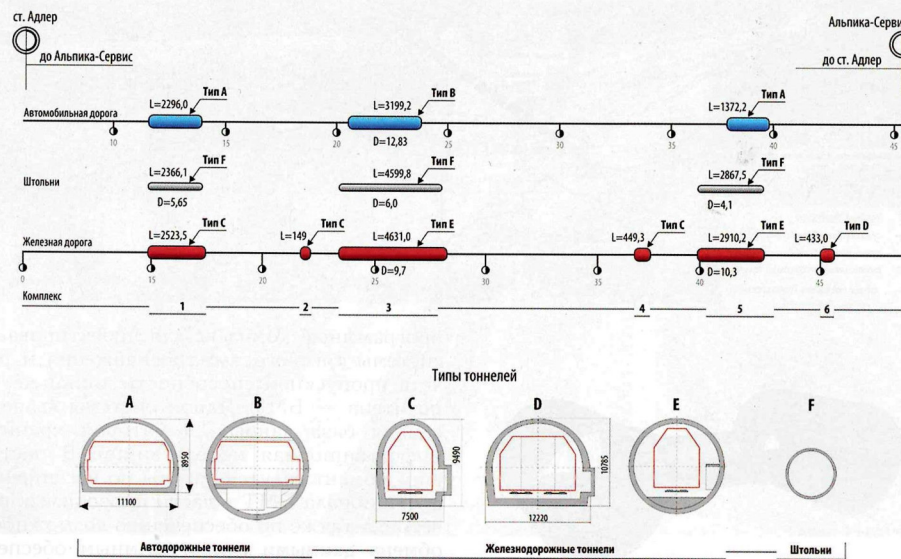 ст. Адлер
Альпика-Серви
до Альпика-Сервис
до ст. Адлер
Автомобильная дорога
L=2296,0
Тип A
L=3199,2
Тип B
D=12,83
L=1372,2
Тип A
10
15
20
25
30
35
40
45
Штольни
L=2366,1
Тип F
D=5,65
L=4599,8
Тип F
D=6,0
L=2867,5
Тип F
D=4,1
Железная дорога
L=2523,5
Тип C
L=149
Тип C
L=4631,0
Тип E
D=9,7
L=449,3
Тип C
L=2910,2
Тип E
D=10,3
L=433,0
Тип D
0
15
20
25
30
35
40
45
Комплекс
1
2
3
4
5
6
Типы тоннелей
A
B
C
D
E
F
8950
11100
9490
7500
10785
12220
Автодорожные тоннели
Железнодорожные тоннели
Штольни